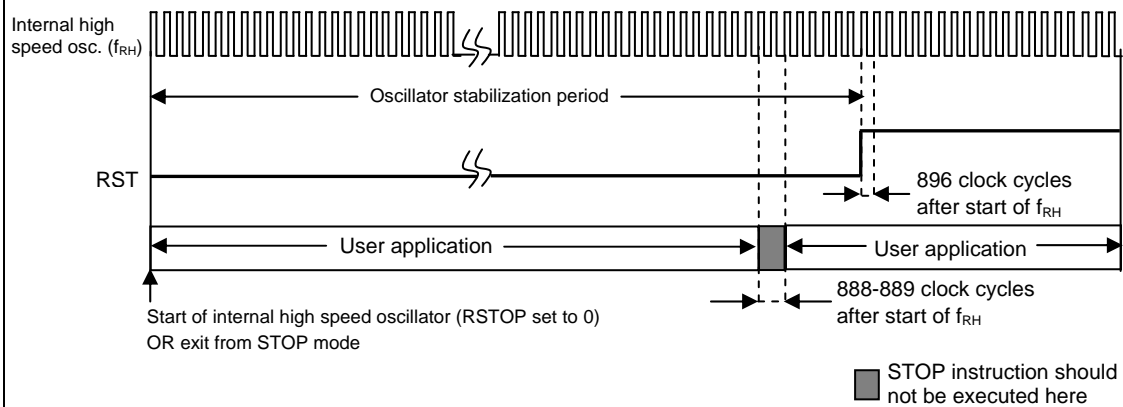 Internal high
speed osc. (fRH)
Oscillator stabilization period
RST
896 clock cycles
after start of fRH
User application
User application
888-889 clock cycles
after start of fRH
Start of internal high speed oscillator (RSTOP set to 0)
OR exit from STOP mode
STOP instruction should
not be executed here